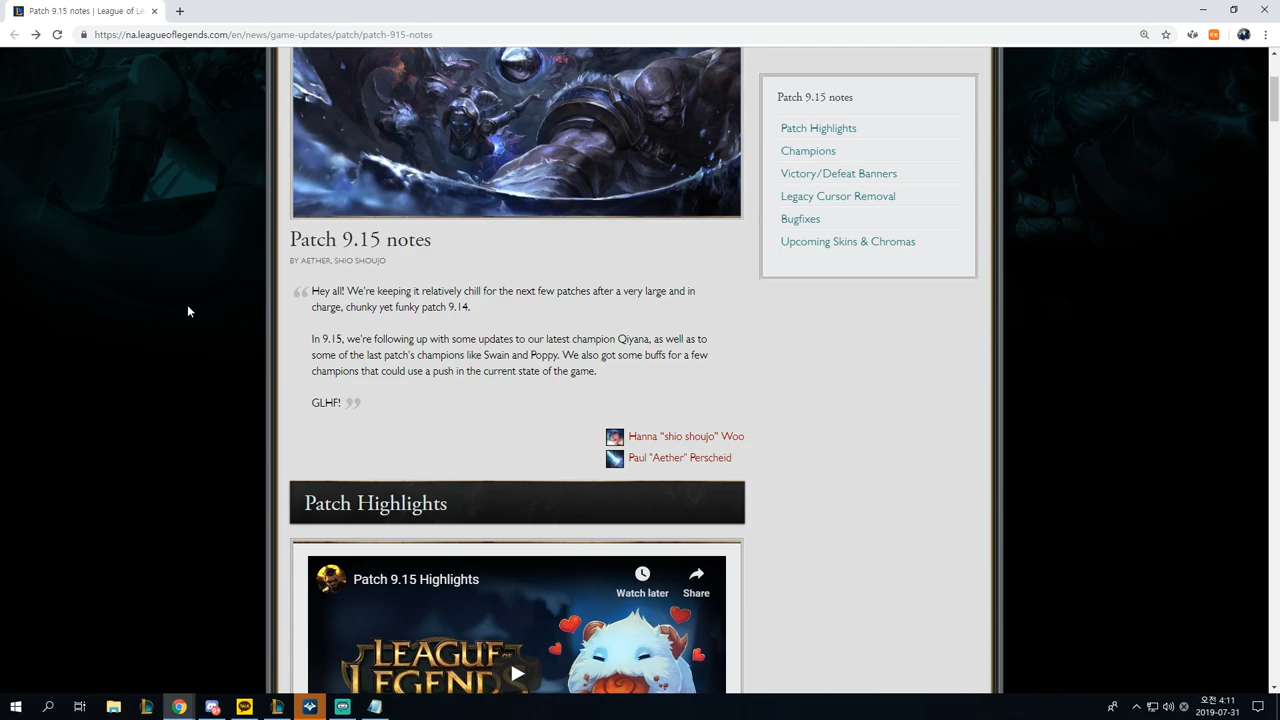 Patch 9.15 notes | League of Le
https://na.leagueoflegends.com/en/news/game-updates/patch/patch-915-notes
Patch 9.15 notes
Patch Highlights
Champions
Victory/Defeat Banners
Legacy Cursor Removal
Bugfixes
Upcoming Skins & Chromas
Patch 9.15 notes
BY AETHER, SHIO SHOUJO
“ Hey all! We're keeping it relatively chill for the next few patches after a very large and in
charge, chunky yet funky patch 9.14.
In 9.15, we're following up with some updates to our latest champion Qiyana, as well as to
some of the last patch's champions like Swain and Poppy. We also got some buffs for a few
champions that could use a push in the current state of the game.
GLHF! ”
Hanna “shio shoujo” Woo
Paul "Aether" Perscheid
Patch Highlights
Patch 9.15 Highlights
Watch later
Share
LEAGUE OF
LEGENDS
TALK
오전 4:11
2019-07-31